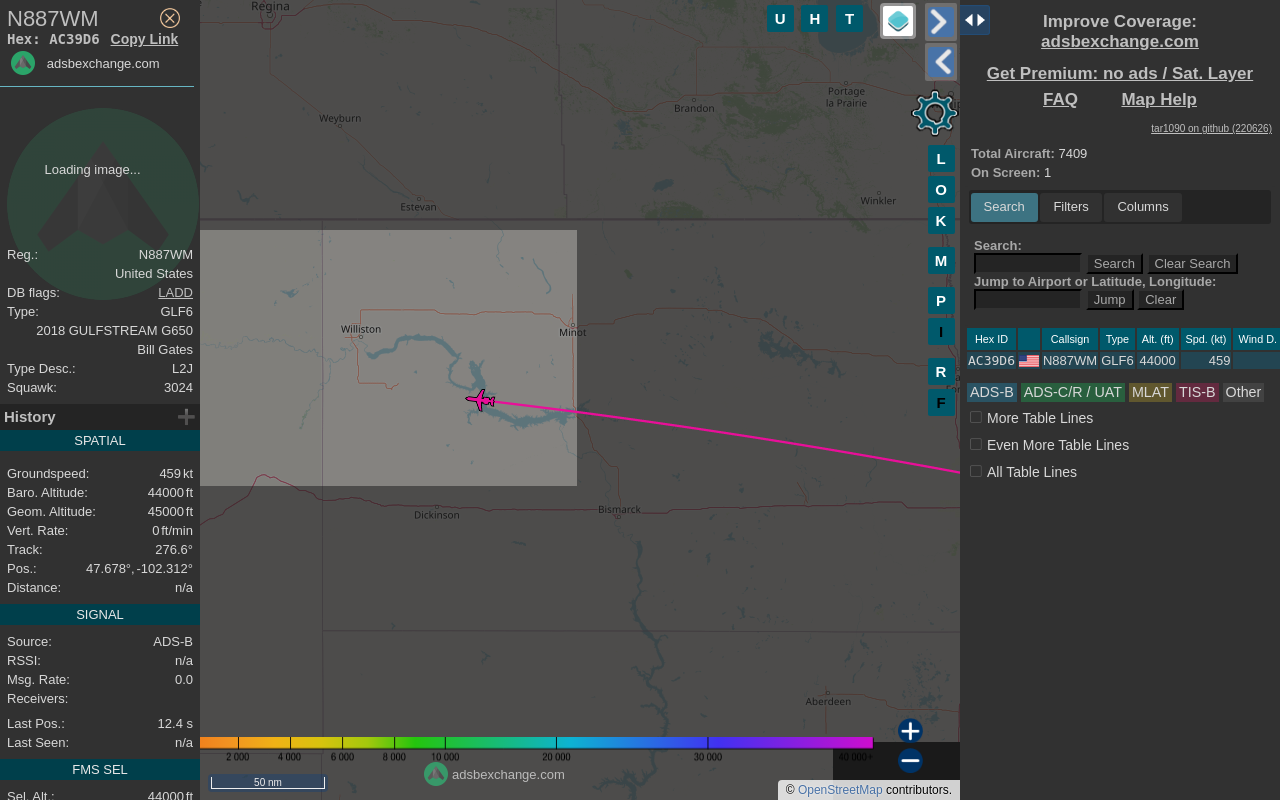 N887WM
Hex: AC39D6 Copy Link
adsbexchange.com
Loading image...
Reg.: N887WM
United States
DB flags: LADD
Type: GLF6
2018 GULFSTREAM G650
Bill Gates
Type Desc.: L2J
Squawk: 3024
History
SPATIAL
Groundspeed: 459 kt
Baro. Altitude: 44000 ft
Geom. Altitude: 45000 ft
Vert. Rate: 0 ft/min
Track: 276.6°
Pos.: 47.678°, -102.312°
Distance: n/a
SIGNAL
Source: ADS-B
RSSI: n/a
Msg. Rate: 0.0
Receivers:
Last Pos.: 12.4 s
Last Seen: n/a
FMS SEL
Sel. Alt.: 44000 ft
Regina
Weyburn
Estevan
Brandon
Portage
la Prairie
Winkler
Williston
Minot
Dickinson
Bismarck
Aberdeen
U H T
L
O
K
M
P
I
R
F
2 000 4 000 6 000 8 000 10 000 20 000 30 000 40 000+
50 nm
adsbexchange.com
© OpenStreetMap contributors.
Improve Coverage:
adsbexchange.com
Get Premium: no ads / Sat. Layer
FAQ Map Help
tar1090 on github (220626)
Total Aircraft: 7409
On Screen: 1
Search Filters Columns
Search:
Search Clear Search
Jump to Airport or Latitude, Longitude:
Jump Clear
Hex ID Callsign Type Alt. (ft) Spd. (kt) Wind D.
AC39D6 N887WM GLF6 44000 459
ADS-B ADS-C/R / UAT MLAT TIS-B Other
More Table Lines
Even More Table Lines
All Table Lines